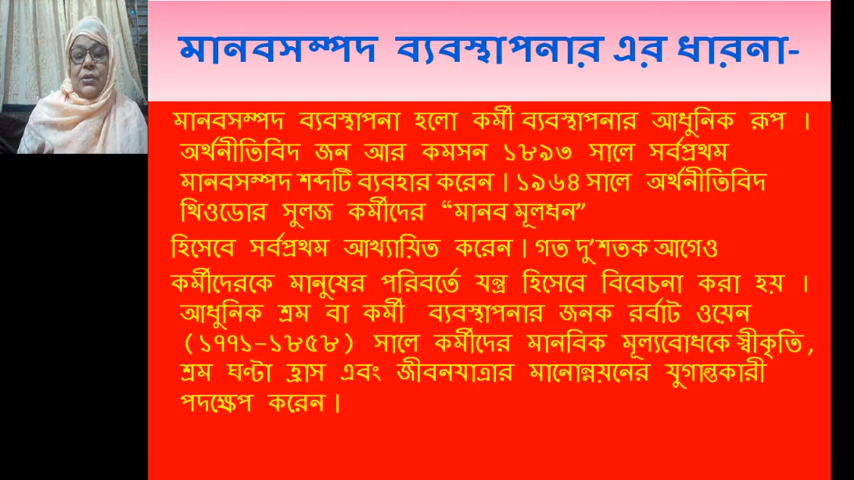 মানবসম্পদ ব্যবস্থাপনার এর ধারনা-
মানবসম্পদ ব্যবস্থাপনা হলো কর্মী ব্যবস্থাপনার আধুনিক রূপ ।
অর্থনীতিবিদ জন আর কমসন ১৮৯৩ সালে সর্বপ্রথম
মানবসম্পদ শব্দটি ব্যবহার করেন । ১৯৬৪ সালে অর্থনীতিবিদ
থিওডোর সুলজ কর্মীদের “মানব মূলধন”
হিসেবে সর্বপ্রথম আখ্যায়িত করেন । গত দু’শতক আগেও
কর্মীদেরকে মানুষের পরিবর্তে যন্ত্র হিসেবে বিবেচনা করা হয় ।
আধুনিক শ্রম বা কর্মী ব্যবস্থাপনার জনক রর্বাট ওয়েন
(১৭৭১-১৮৫৮) সালে কর্মীদের মানবিক মূল্যবোধকে স্বীকৃতি,
শ্রম ঘণ্টা হ্রাস এবং জীবনযাত্রার মানোন্নয়নের যুগান্তকারী
পদক্ষেপ করেন ।